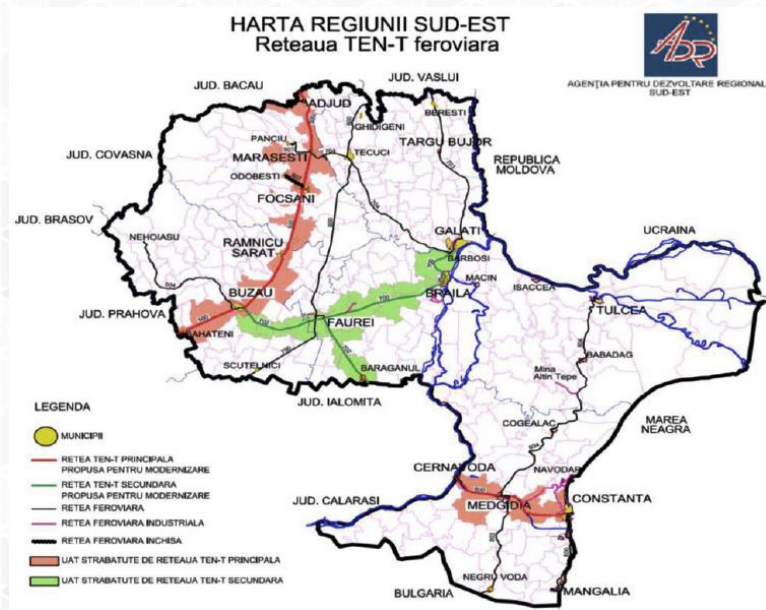 HARTA REGIUNII SUD-EST
Reteaua TEN-T feroviara
ADR
AGENŢIA PENTRU DEZVOLTARE REGIONAL
SUD-EST
JUD. BACAU
JUD. VASLUI
ADJUD
BERESTI
GHIDIGENI
PANCIU
TARGU BUJOR
JUD. COVASNA
MARASESTI
TECUCI
REPUBLICA
MOLDOVA
ODOBESTI
FOCSANI
JUD. BRASOV
NEHOIASU
RAMNICU
SARAT
GALATI
UCRAINA
BARBOSI
MACIN
ISACCEA
BUZAU
BRAILA
JUD. PRAHOVA
FAUREI
TULCEA
SCUTELNICI
BARAGANUL
BABADAG
Mina
Altin Tepe
JUD. IALOMITA
LEGENDA
COGEALAC
MAREA
NEAGRA
MUNICIPII
RETEA TEN-T PRINCIPALA
PROPUSA PENTRU MODERNIZARE
RETEA TEN-T SECUNDARA
PROPUSA PENTRU MODERNIZARE
RETEA FEROVIARA
RETEA FEROVIARA INDUSTRIALA
RETEA FEROVIARA INCHISA
UAT STRABATUTE DE RETEAUA TEN-T PRINCIPALA
UAT STRABATUTE DE RETEAUA TEN-T SECUNDARA
CERNAVODA
NAVODAR
JUD. CALARASI
MEDGIDIA
CONSTANTA
NEGRU VODA
BULGARIA
MANGALIA